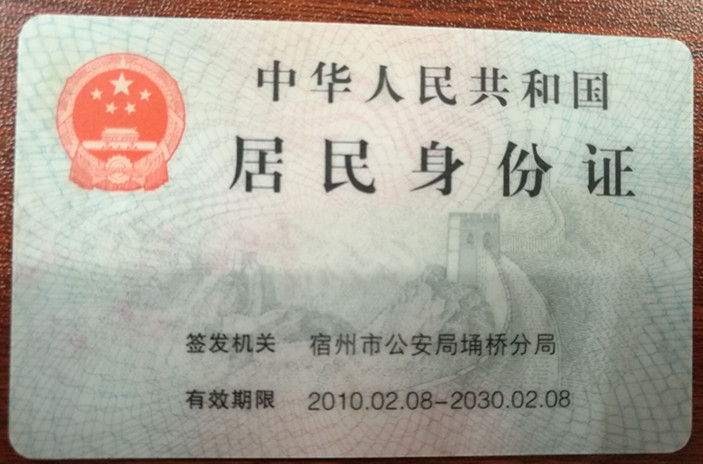 中华人民共和国
居民身份证
签发机关 宿州市公安局埇桥分局
有效期限 2010.02.08-2030.02.08